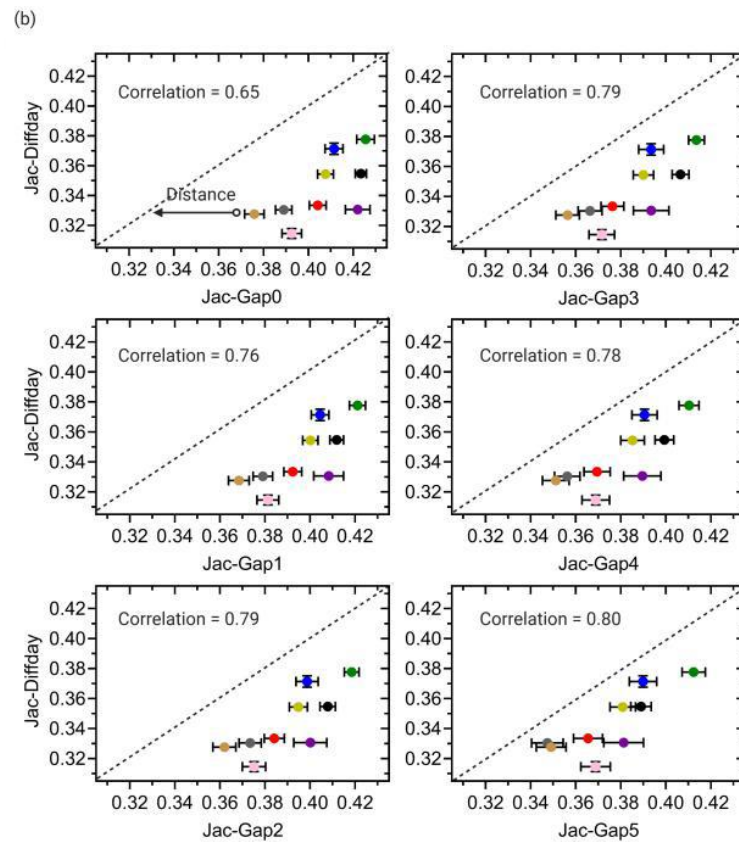 (b)
Jac-Diffday
0.42
0.40
0.38
0.36
0.34
0.32
Correlation = 0.65
Distance
0.32 0.34 0.36 0.38 0.40 0.42
Jac-Gap0
0.42
0.40
0.38
0.36
0.34
0.32
Correlation = 0.79
0.32 0.34 0.36 0.38 0.40 0.42
Jac-Gap3
Jac-Diffday
0.42
0.40
0.38
0.36
0.34
0.32
Correlation = 0.76
0.32 0.34 0.36 0.38 0.40 0.42
Jac-Gap1
0.42
0.40
0.38
0.36
0.34
0.32
Correlation = 0.78
0.32 0.34 0.36 0.38 0.40 0.42
Jac-Gap4
Jac-Diffday
0.42
0.40
0.38
0.36
0.34
0.32
Correlation = 0.79
0.32 0.34 0.36 0.38 0.40 0.42
Jac-Gap2
0.42
0.40
0.38
0.36
0.34
0.32
Correlation = 0.80
0.32 0.34 0.36 0.38 0.40 0.42
Jac-Gap5